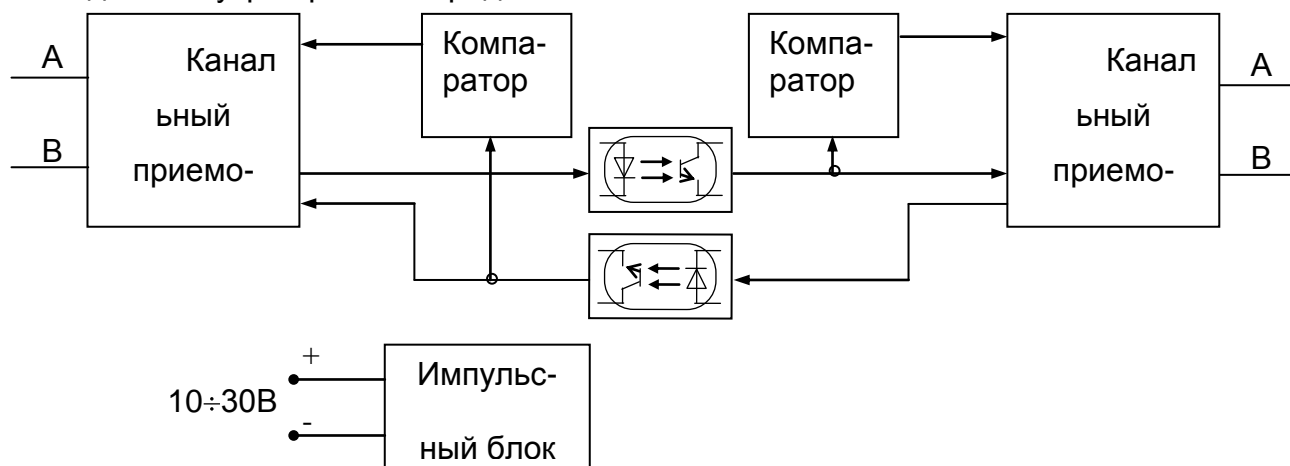 A
B
Канал
ьный
приемо-
Компа-
ратор
Компа-
ратор
Канал
ьный
приемо-
A
B
+
10÷30В
-
Импульс-
ный блок